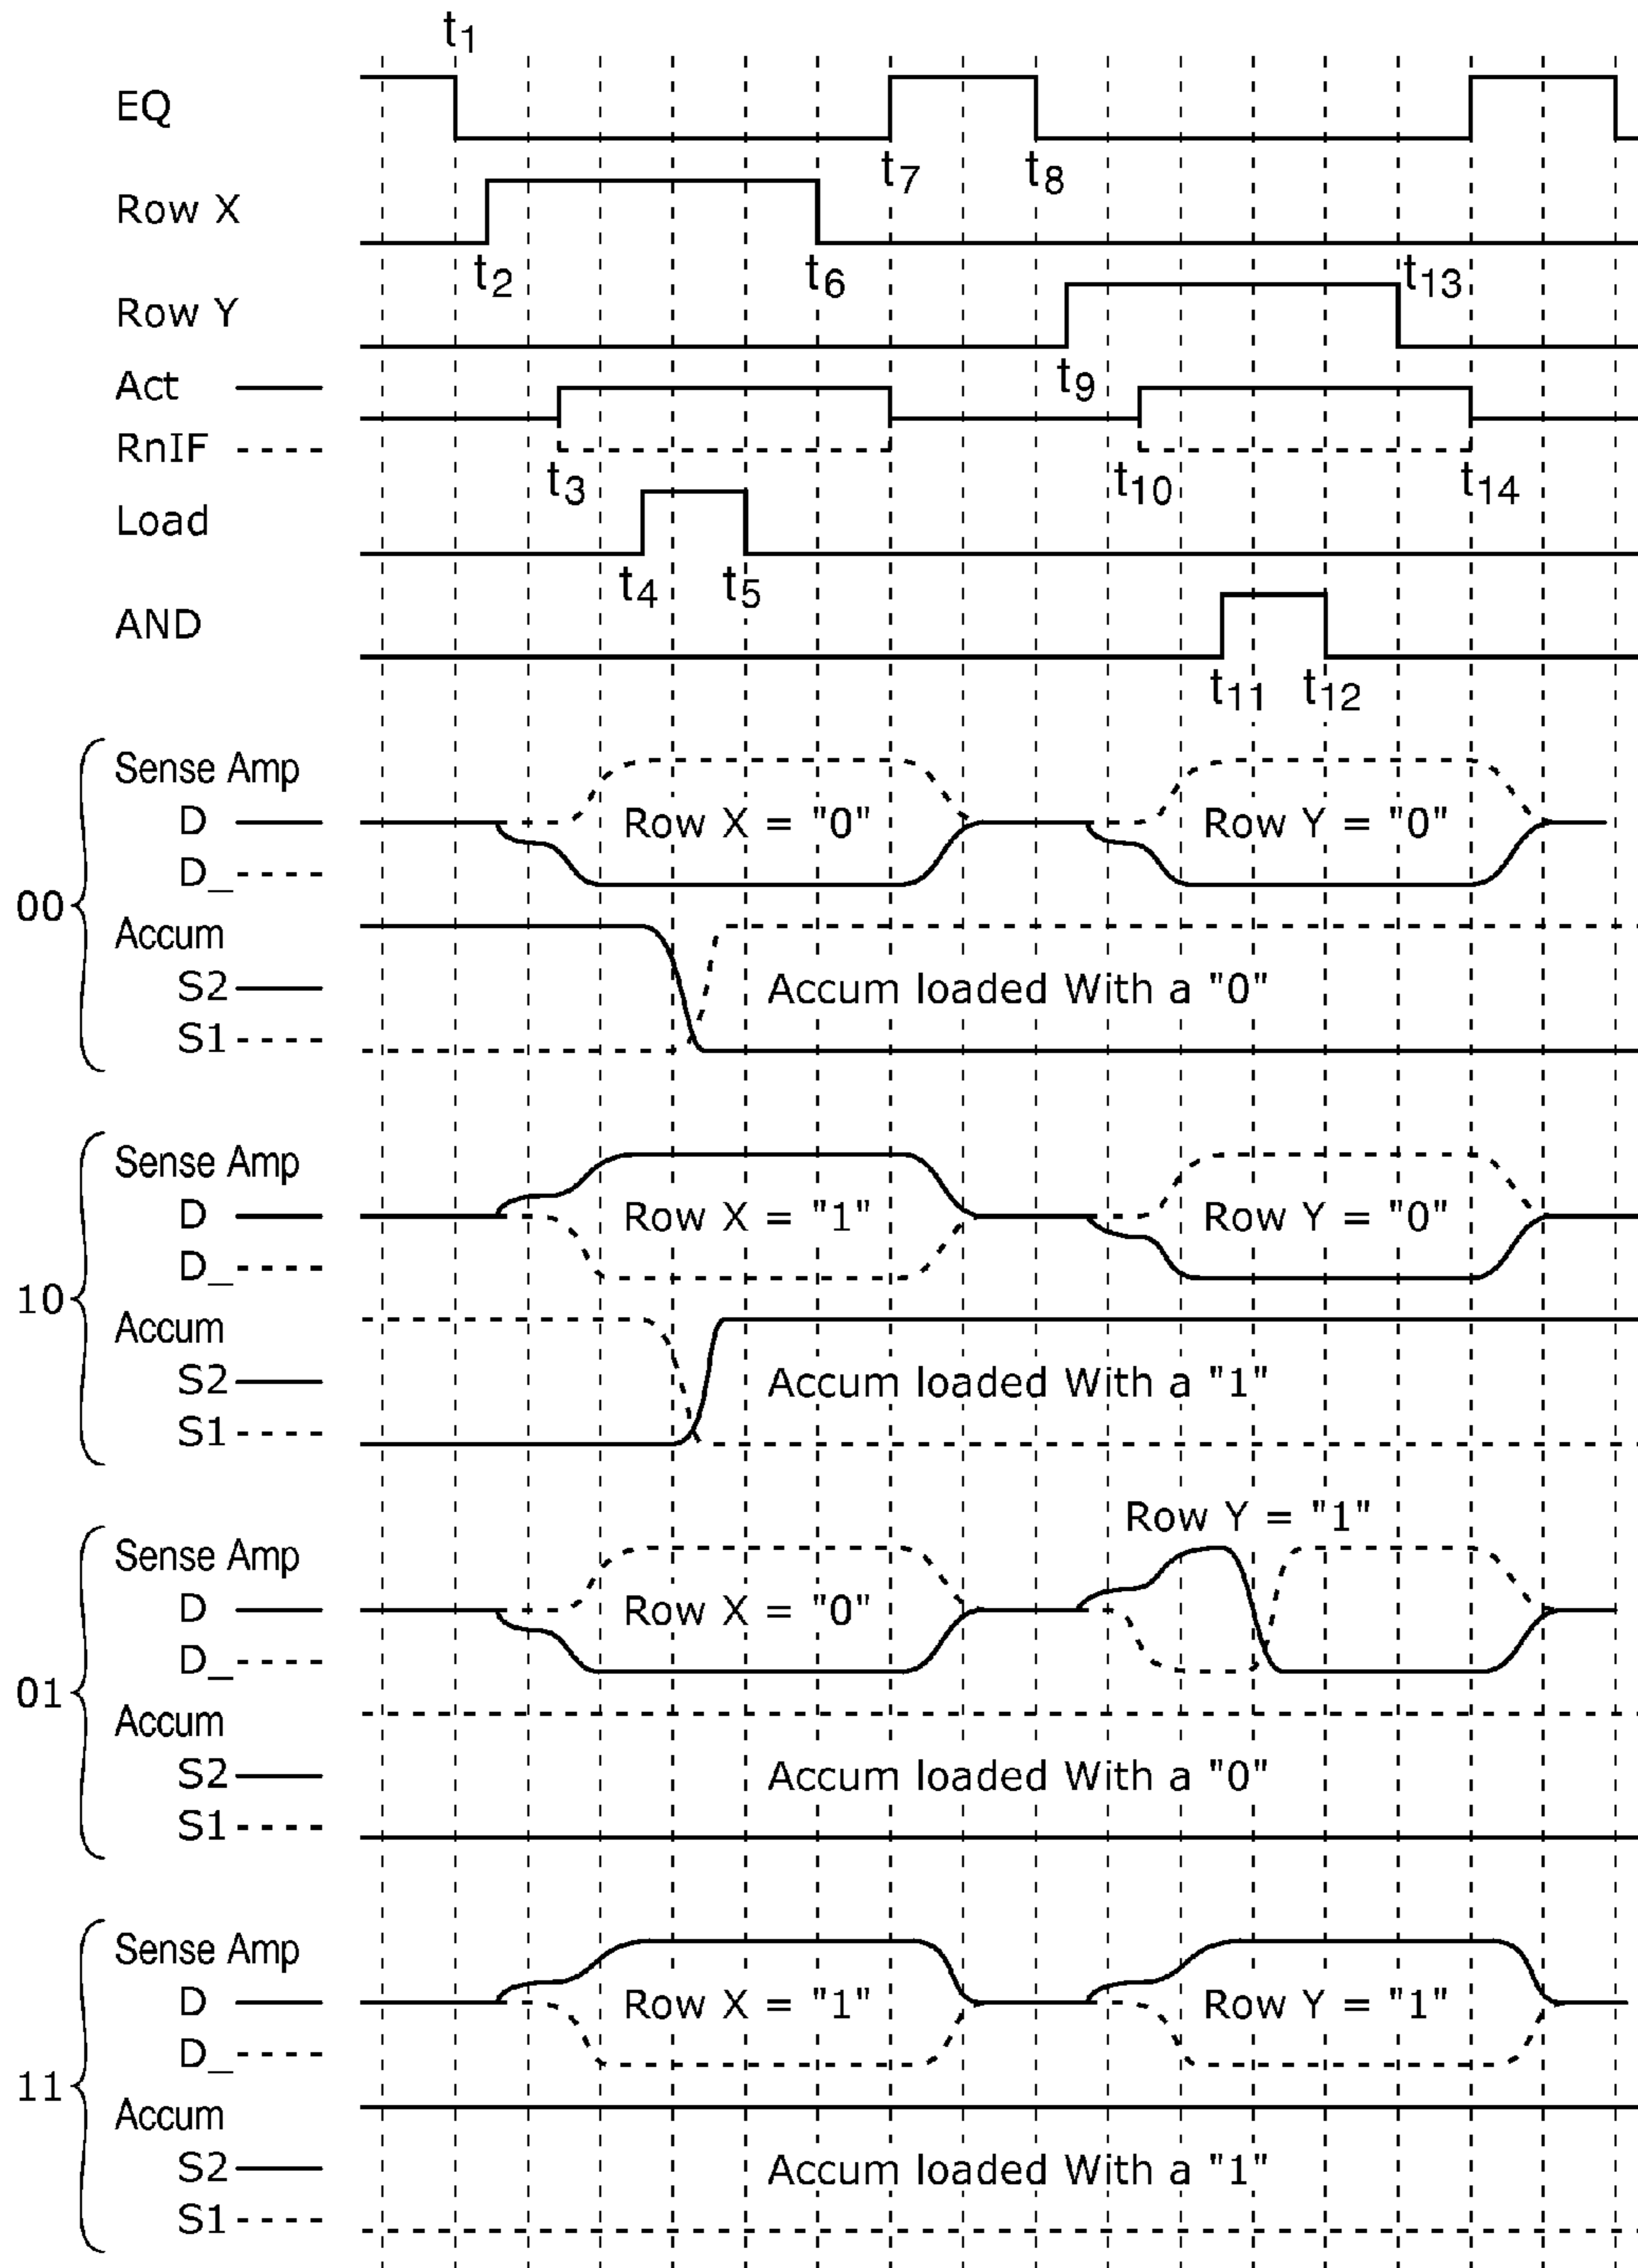 t1
EQ
t7 t8
Row X
t2 t6 t13
Row Y
Act
t9
RnIF
t3 t10 t14
Load
t4 t5
AND
t11 t12
Sense Amp
D Row X = "0" Row Y = "0"
D_
00
Accum
S2 Accum loaded With a "0"
S1
Sense Amp
D Row X = "1" Row Y = "0"
D_
10
Accum
S2 Accum loaded With a "1"
S1
Row Y = "1"
Sense Amp
D Row X = "0"
D_
01
Accum
S2 Accum loaded With a "0"
S1
Sense Amp
D Row X = "1" Row Y = "1"
D_
11
Accum
S2 Accum loaded With a "1"
S1